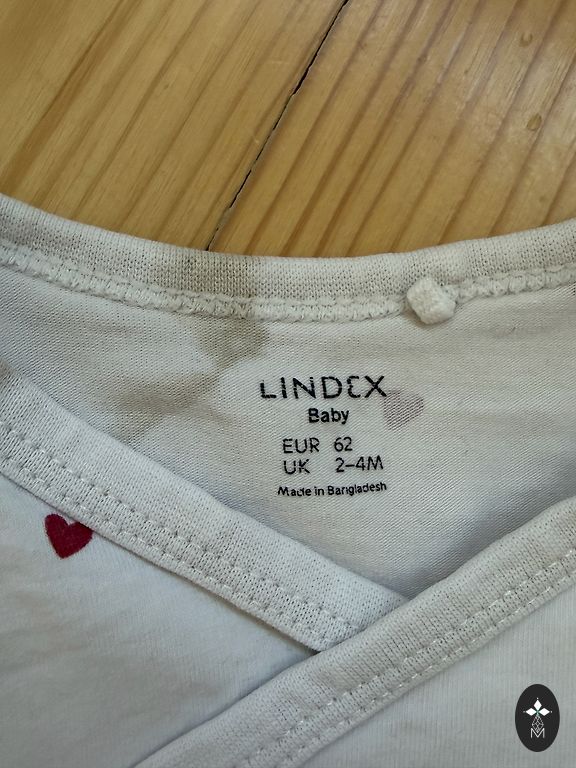 LINDEX
Baby
EUR 62
UK 2-4M
Made in Bangladesh
M